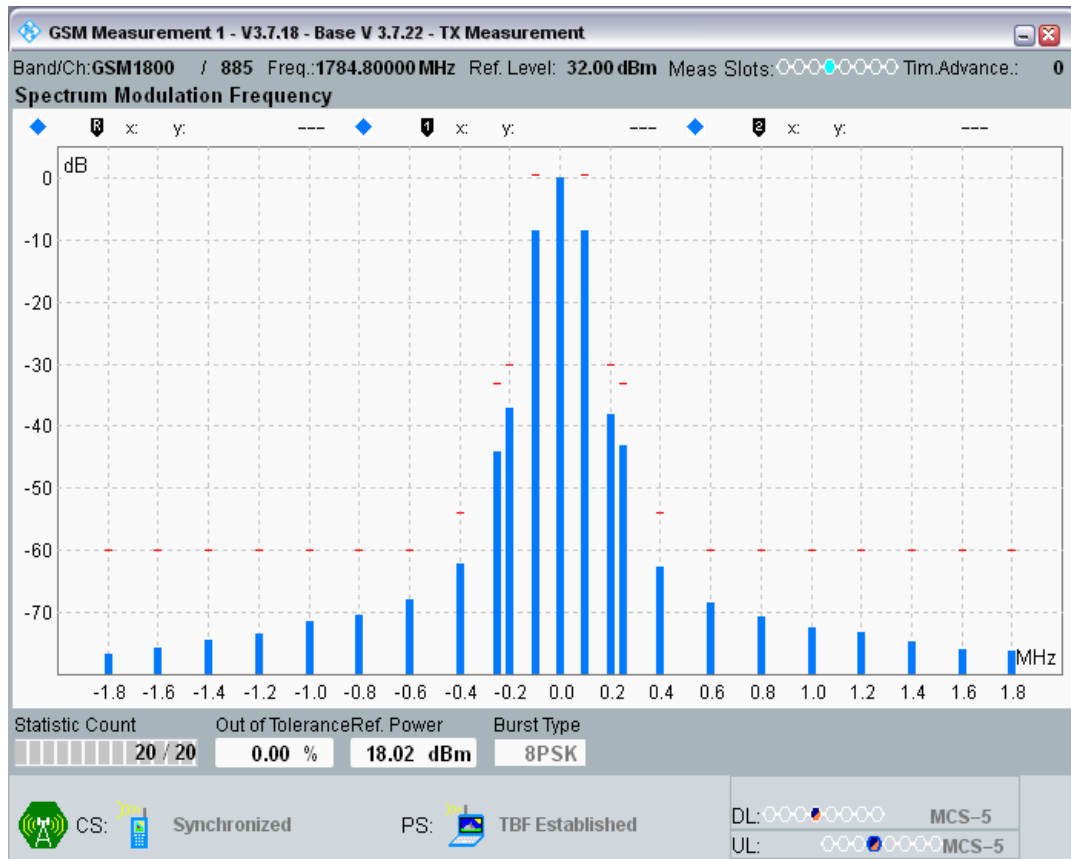 GSM Measurement 1 - V3.7.18 - Base V 3.7.22 - TX Measurement
Band/Ch:GSM1800 / 885 Freq.:1784.80000 MHz Ref. Level: 32.00 dBm Meas Slots: Tim.Advance.: 0
Spectrum Modulation Frequency
R x: y: --- 1 x: y: --- 2 x: y: ---
dB
0
-10
-20
-30
-40
-50
-60
-70
MHz
-1.8 -1.6 -1.4 -1.2 -1.0 -0.8 -0.6 -0.4 -0.2 0.0 0.2 0.4 0.6 0.8 1.0 1.2 1.4 1.6 1.8
Statistic Count Out of Tolerance Ref. Power Burst Type
20 / 20 0.00 % 18.02 dBm 8PSK
CS: Synchronized PS: TBF Established
DL: MCS-5
UL: MCS-5